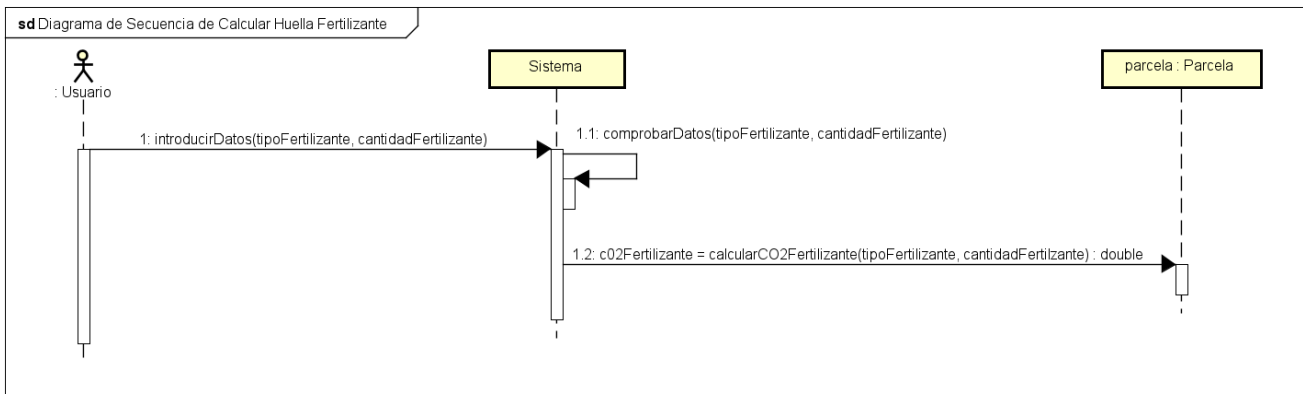 sd Diagrama de Secuencia de Calcular Huella Fertilizante
: Usuario
Sistema
parcela : Parcela
1: introducirDatos(tipoFertilizante, cantidadFertilizante)
1.1: comprobarDatos(tipoFertilizante, cantidadFertilizante)
1.2: c02Fertilizante = calcularCO2Fertilizante(tipoFertilizante, cantidadFertilzante) : double